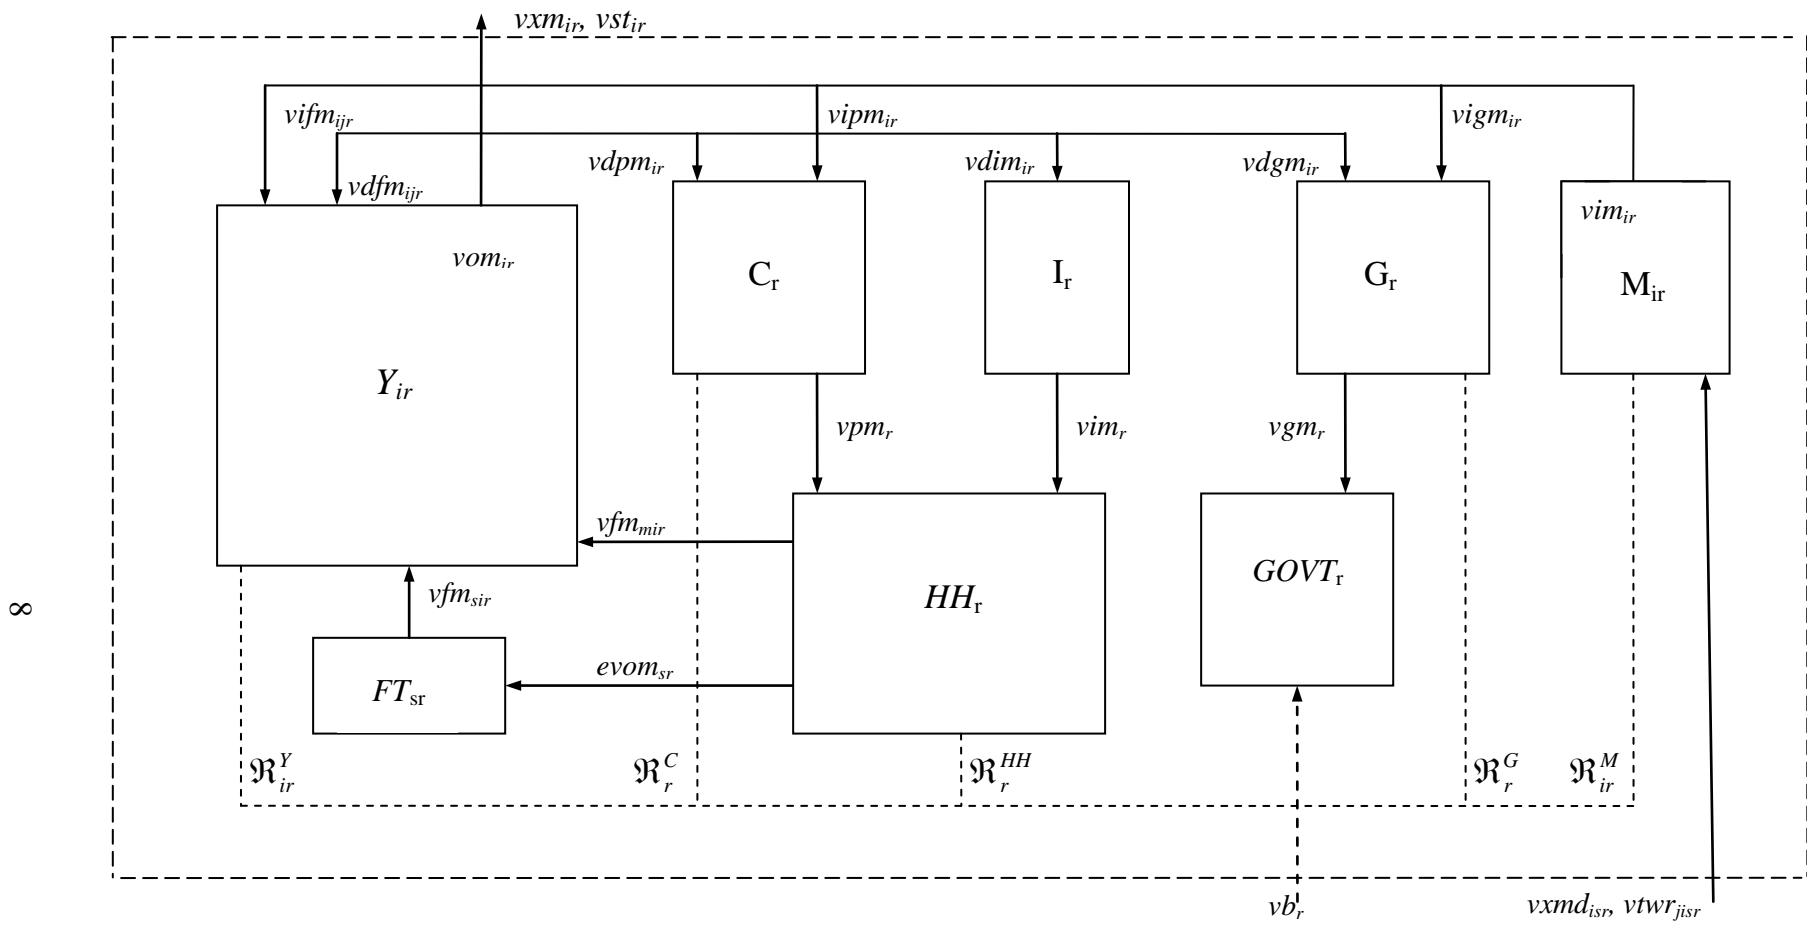 vxm_ir, vst_ir
vifm_ijr
vipm_ir
vigm_ir
vdpm_ir
vdim_ir
vdgm_ir
vdfm_ijr
vim_ir
vom_ir
C_r
I_r
G_r
M_ir
Y_ir
vpm_r
vim_r
vgm_r
vfm_mir
GOVT_r
vfm_sir
HH_r
8
evom_sr
FT_sr
ℜ^Y_ir
ℜ^C_r
ℜ^HH_r
ℜ^G_r
ℜ^M_ir
vb_r
vxmd_isr, vtwr_jisr